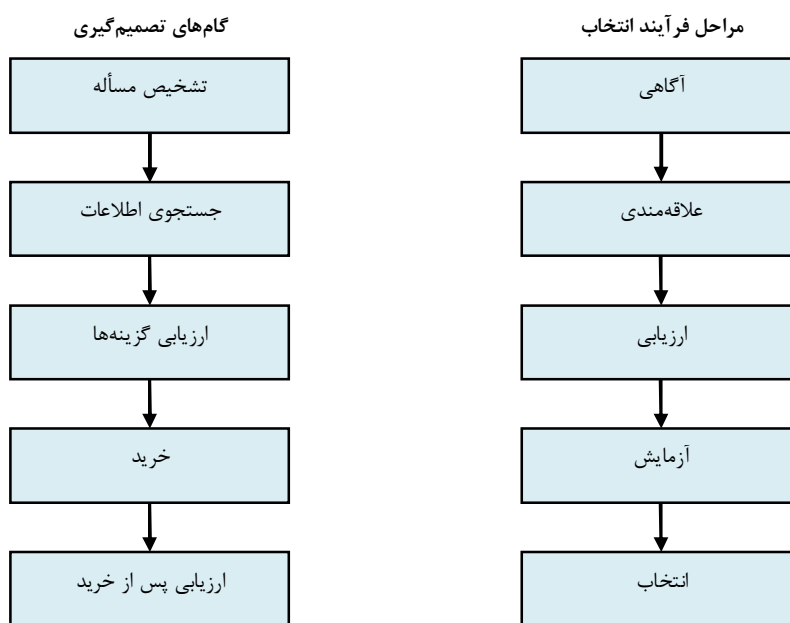 مراحل فرآیند انتخاب
آگاهی
علاقه‌مندی
ارزیابی
آزمایش
انتخاب
گام‌های تصمیم‌گیری
تشخیص مسأله
جستجوی اطلاعات
ارزیابی گزینه‌ها
خرید
ارزیابی پس از خرید